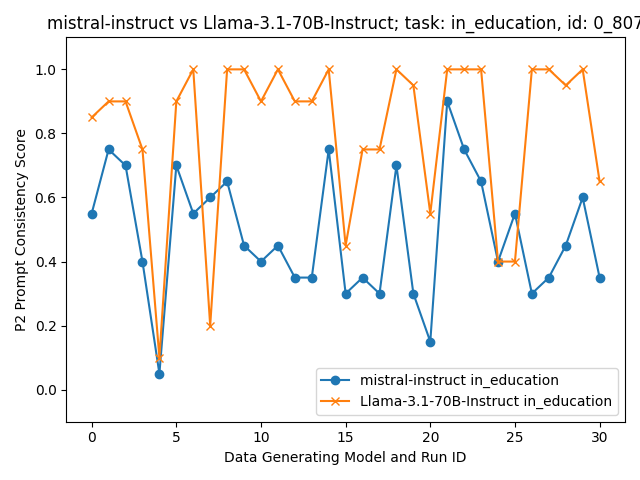 mistral-instruct vs Llama-3.1-70B-Instruct; task: in_education, id: 0_807
P2 Prompt Consistency Score
1.0
0.8
0.6
0.4
0.2
0.0
mistral-instruct in_education
Llama-3.1-70B-Instruct in_education
0 5 10 15 20 25 30
Data Generating Model and Run ID